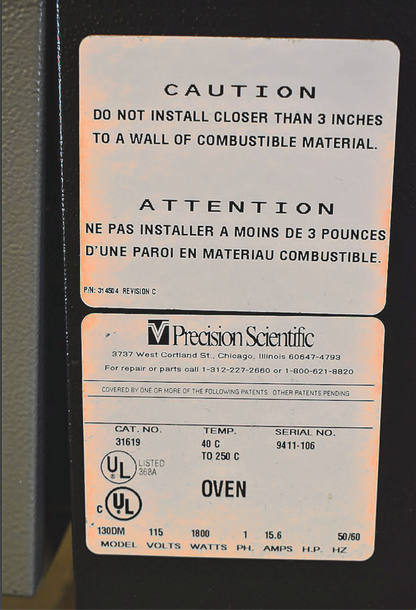 CAUTION
DO NOT INSTALL CLOSER THAN 3 INCHES
TO A WALL OF COMBUSTIBLE MATERIAL.
ATTENTION
NE PAS INSTALLER A MOINS DE 3 POUNCES
D'UNE PAROI EN MATERIAU COMBUSTIBLE.
P/N: 314504 REVISION C
Precision Scientific
3737 West Cortland St., Chicago, Illinois 60647-4793
For repair or parts call 1-312-227-2660 or 1-800-621-8820
COVERED BY ONE OR MORE OF THE FOLLOWING PATENTS OTHER PATENTS PENDING
CAT. NO. TEMP. SERIAL NO.
31619 40 C 9411-106
TO 250 C
UL LISTED
368A
C UL
OVEN
130DM 115 1800 1 15.6 50/60
MODEL VOLTS WATTS PH. AMPS H.P. HZ